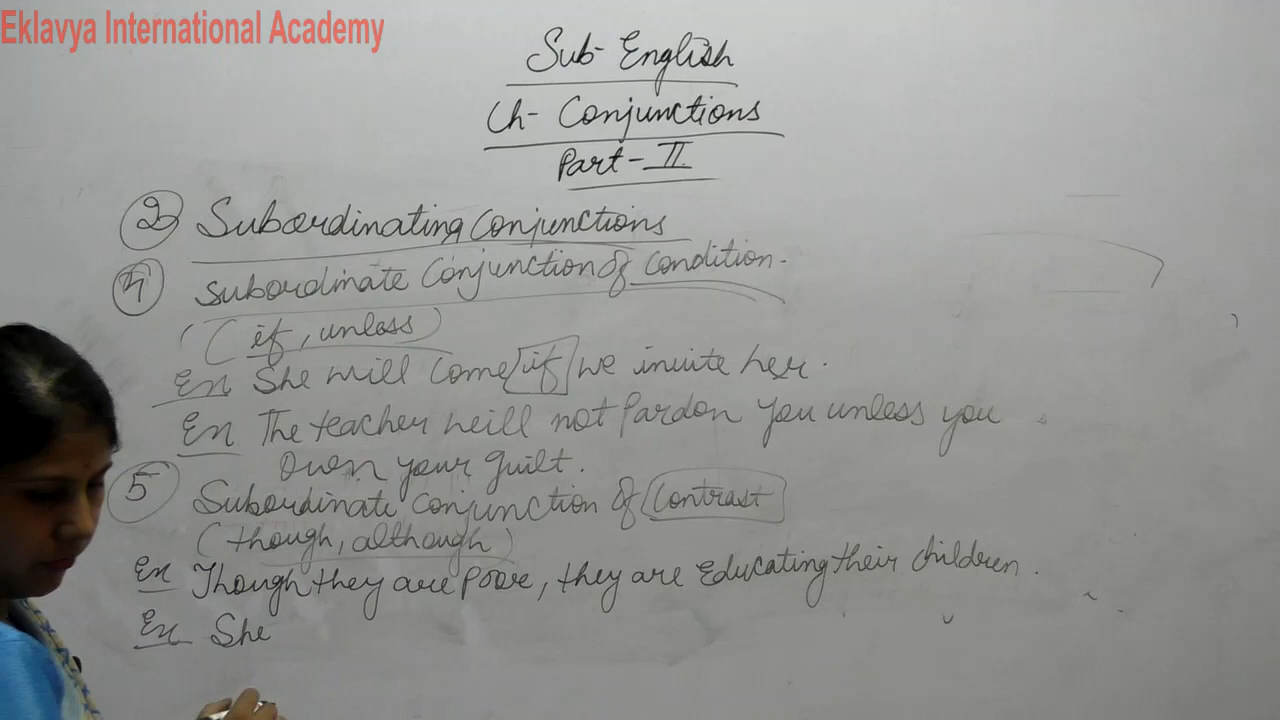 Eklavya International Academy
Sub- English
Ch- Conjunctions
Part- II
2) Subordinating Conjunctions
4) Subordinate Conjunction of condition.
(if, unless)
Ex She will come if we invite her.
Ex The teacher will not Pardon you unless you
own your guilt.
5 Subordinate conjunction of Contrast
(though, although)
Ex Though they are poor, they are Educating their children.
Ex She